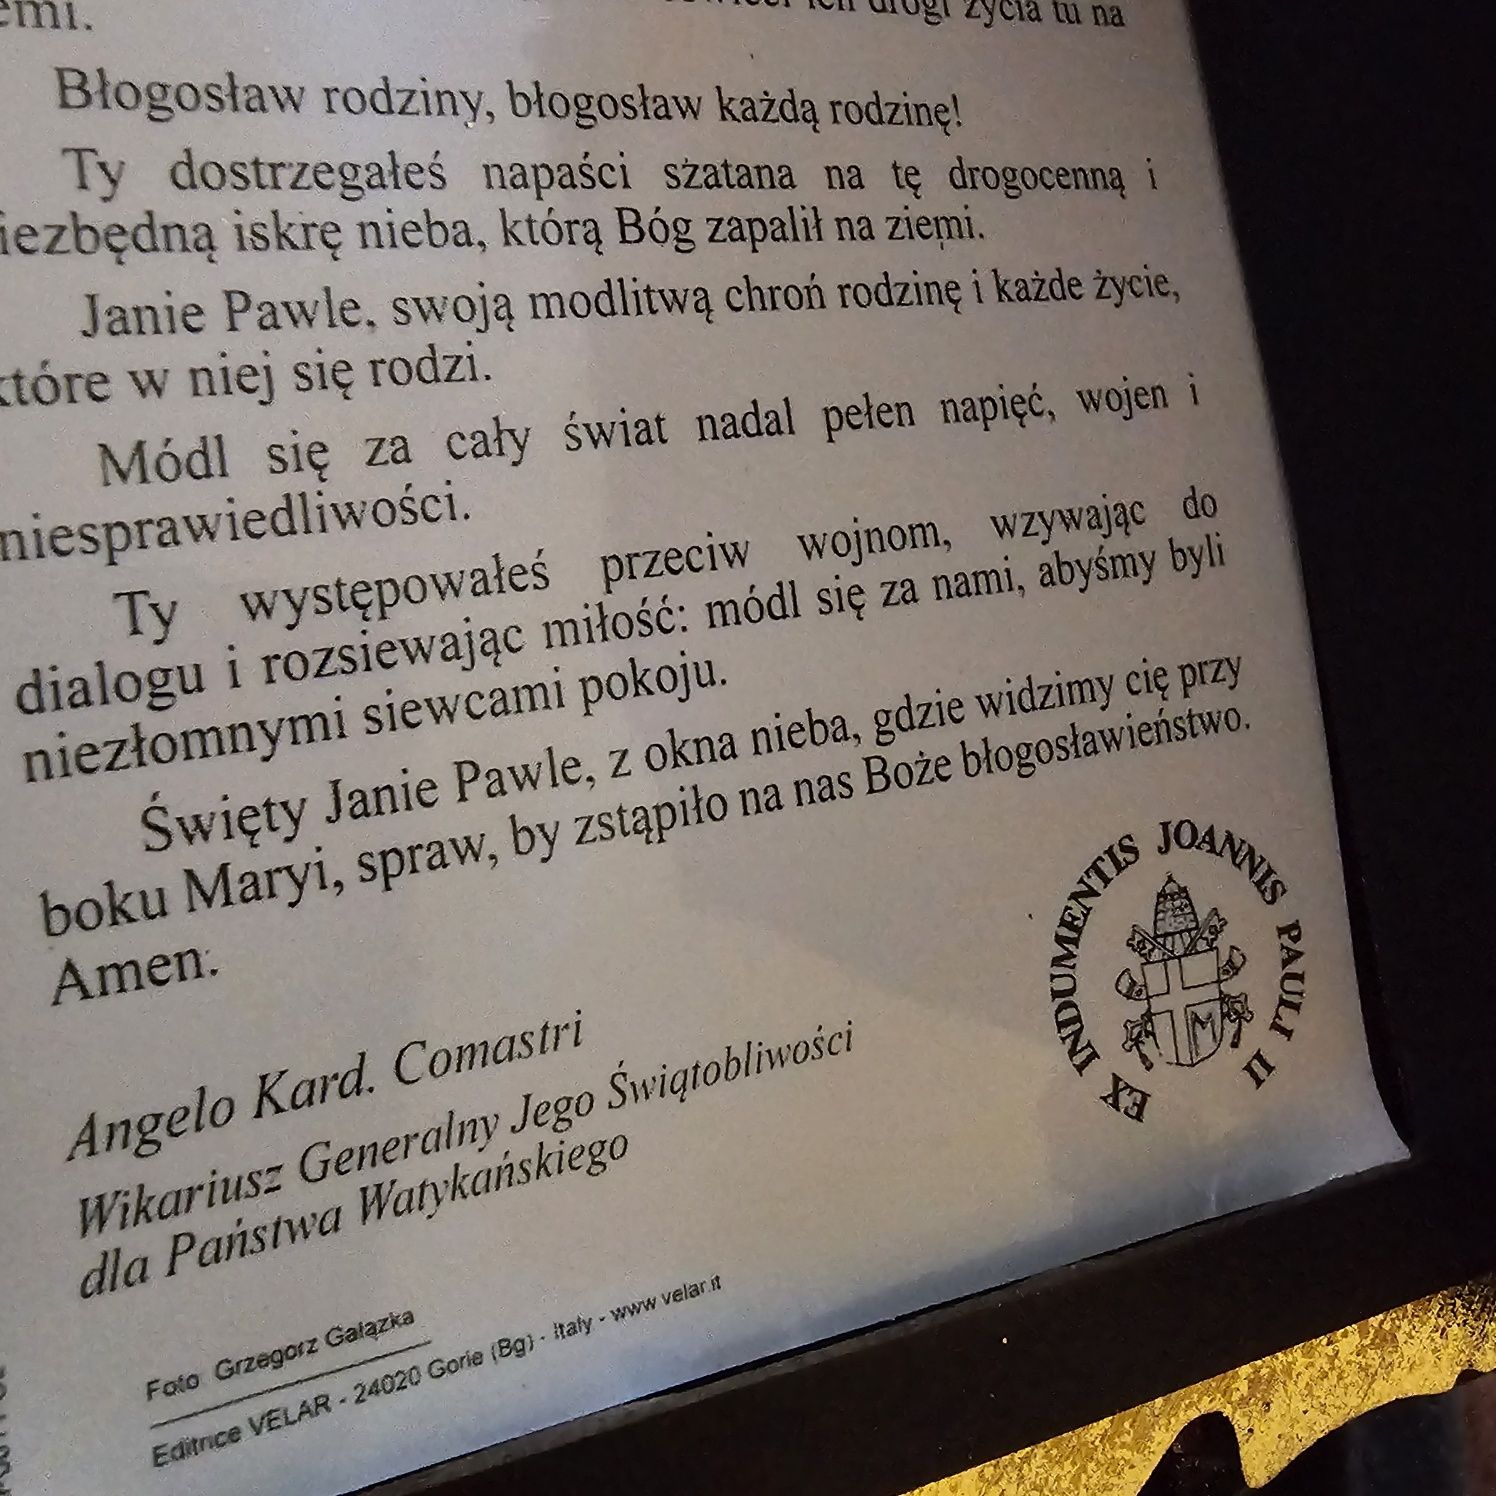 drogi życia tu na
Błogosław rodziny, błogosław każdą rodzinę!
Ty dostrzegałeś napaści szatana na tę drogocenną i
iezbędną iskrę nieba, którą Bóg zapalił na ziemi.
Janie Pawle, swoją modlitwą chroń rodzinę i każde życie,
które w niej się rodzi.
Módl się za cały świat nadal pełen napięć, wojen i
niesprawiedliwości.
Ty występowałeś przeciw wojnom, wzywając do
dialogu i rozsiewając miłość: módl się za nami, abyśmy byli
niezłomnymi siewcami pokoju.
Święty Janie Pawle, z okna nieba, gdzie widzimy cię przy
boku Maryi, spraw, by zstąpiło na nas Boże błogosławieństwo.
Amen.
EX INDUMENTIS JOANNIS PAULI II
M
Angelo Kard. Comastri
Wikariusz Generalny Jego Świątobliwości
dla Państwa Watykańskiego
Foto Grzegorz Gałązka
Editrice VELAR - 24020 Gorle (Bg) - Italy - www.velar.it